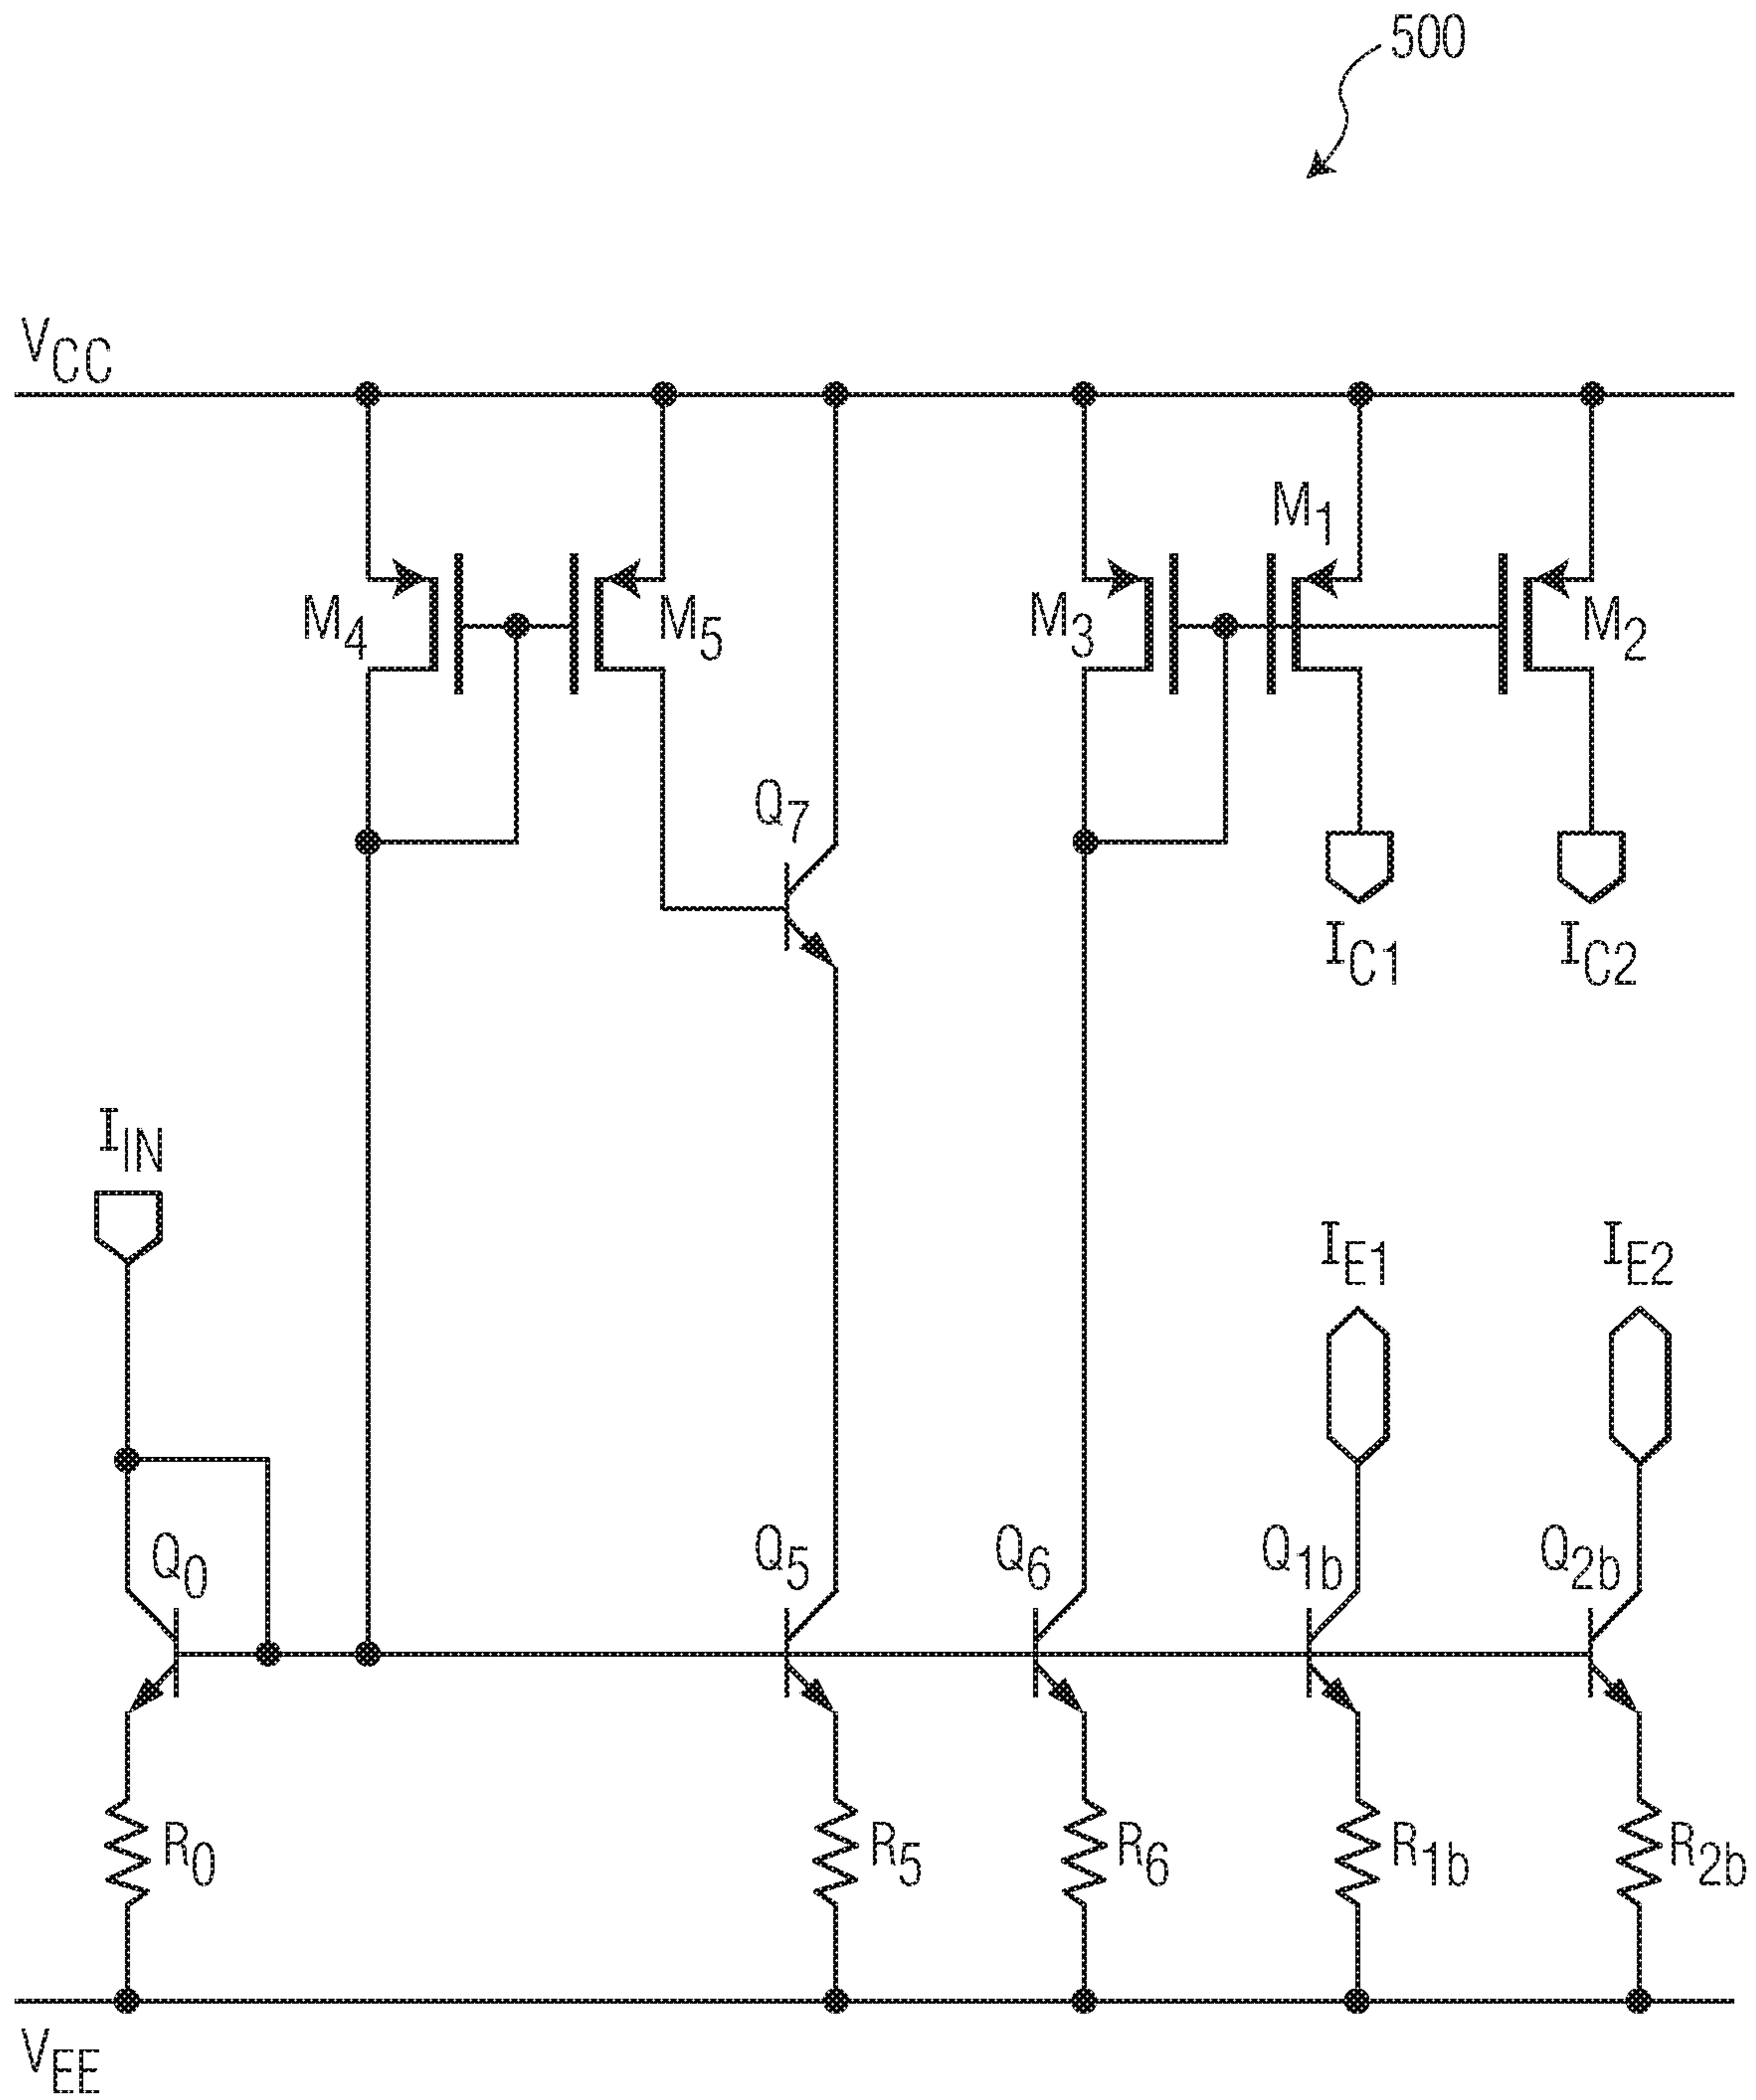 500
VCC
M1
M4
M5
M3
M2
Q7
IC1
IC2
IIN
IE1
IE2
Q0
Q5
Q6
Q1b
Q2b
R0
R5
R6
R1b
R2b
VEE